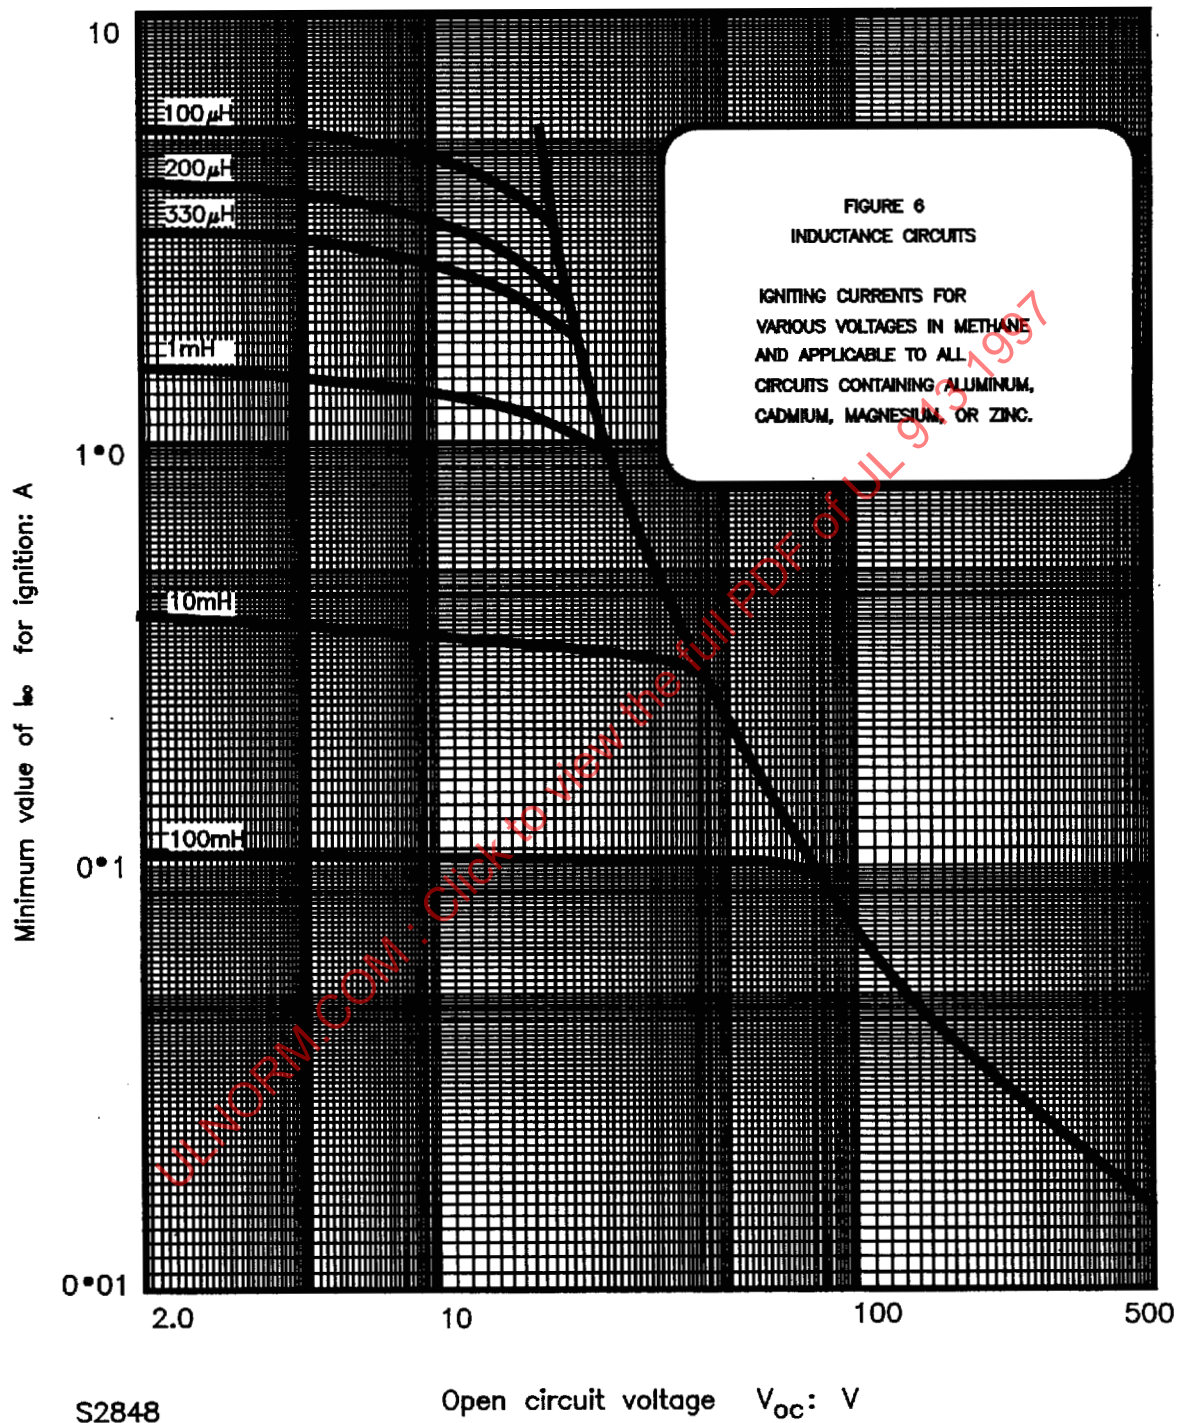 10
100μH
200μH
330μH
1mH
1•0
10mH
100mH
0•1
0•01
2.0
10
100
500
FIGURE 6
INDUCTANCE CIRCUITS
IGNITING CURRENTS FOR
VARIOUS VOLTAGES IN METHANE
AND APPLICABLE TO ALL
CIRCUITS CONTAINING ALUMINUM,
CADMIUM, MAGNESIUM, OR ZINC.
Minimum value of I∞ for ignition: A
Open circuit voltage Voc: V
S2848
ULNORM.COM : Click to view the full PDF of UL 913 1997